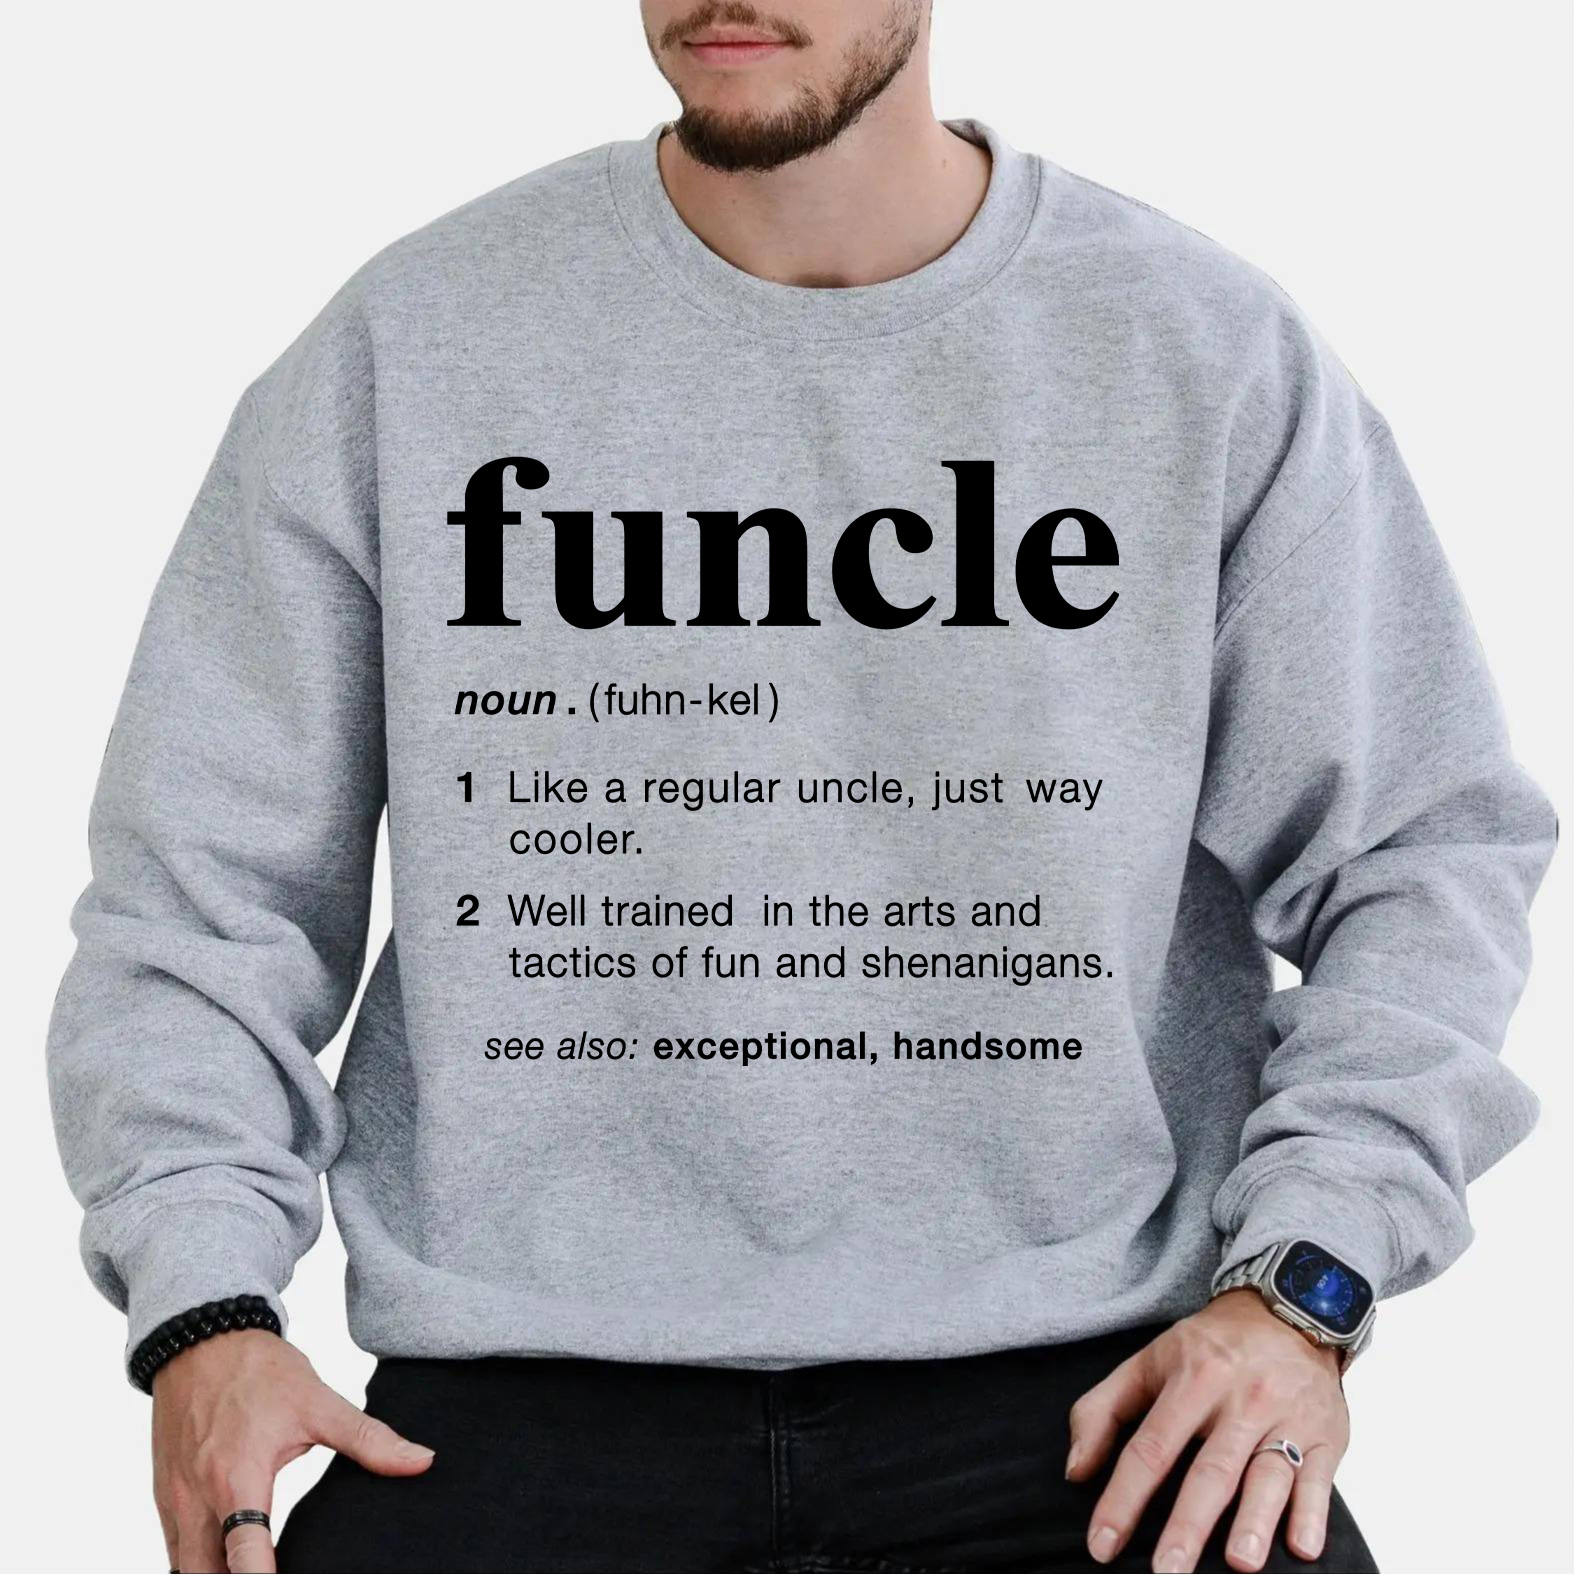 funcle
noun . (fuhn-kel)
1 Like a regular uncle, just way
cooler.
2 Well trained in the arts and
tactics of fun and shenanigans.
see also: exceptional, handsome